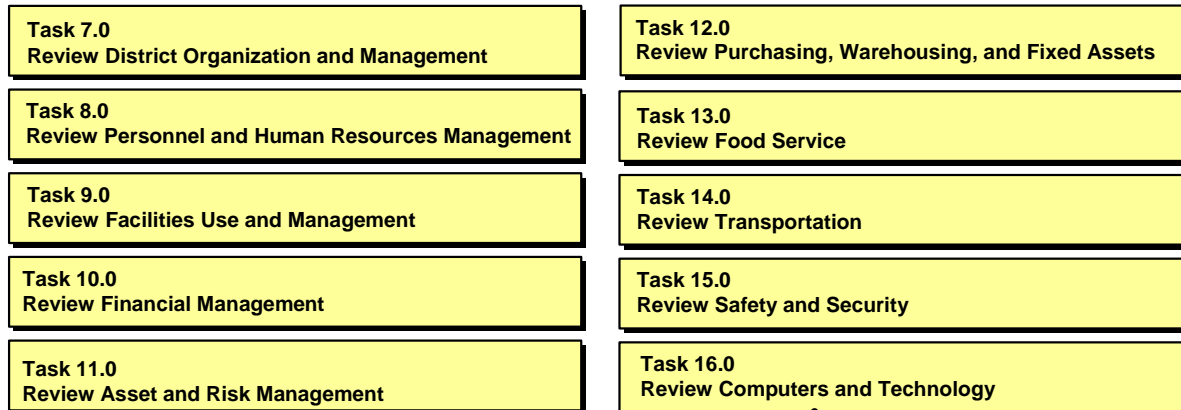 Task 7.0
Review District Organization and Management
Task 8.0
Review Personnel and Human Resources Management
Task 9.0
Review Facilities Use and Management
Task 10.0
Review Financial Management
Task 11.0
Review Asset and Risk Management
Task 12.0
Review Purchasing, Warehousing, and Fixed Assets
Task 13.0
Review Food Service
Task 14.0
Review Transportation
Task 15.0
Review Safety and Security
Task 16.0
Review Computers and Technology